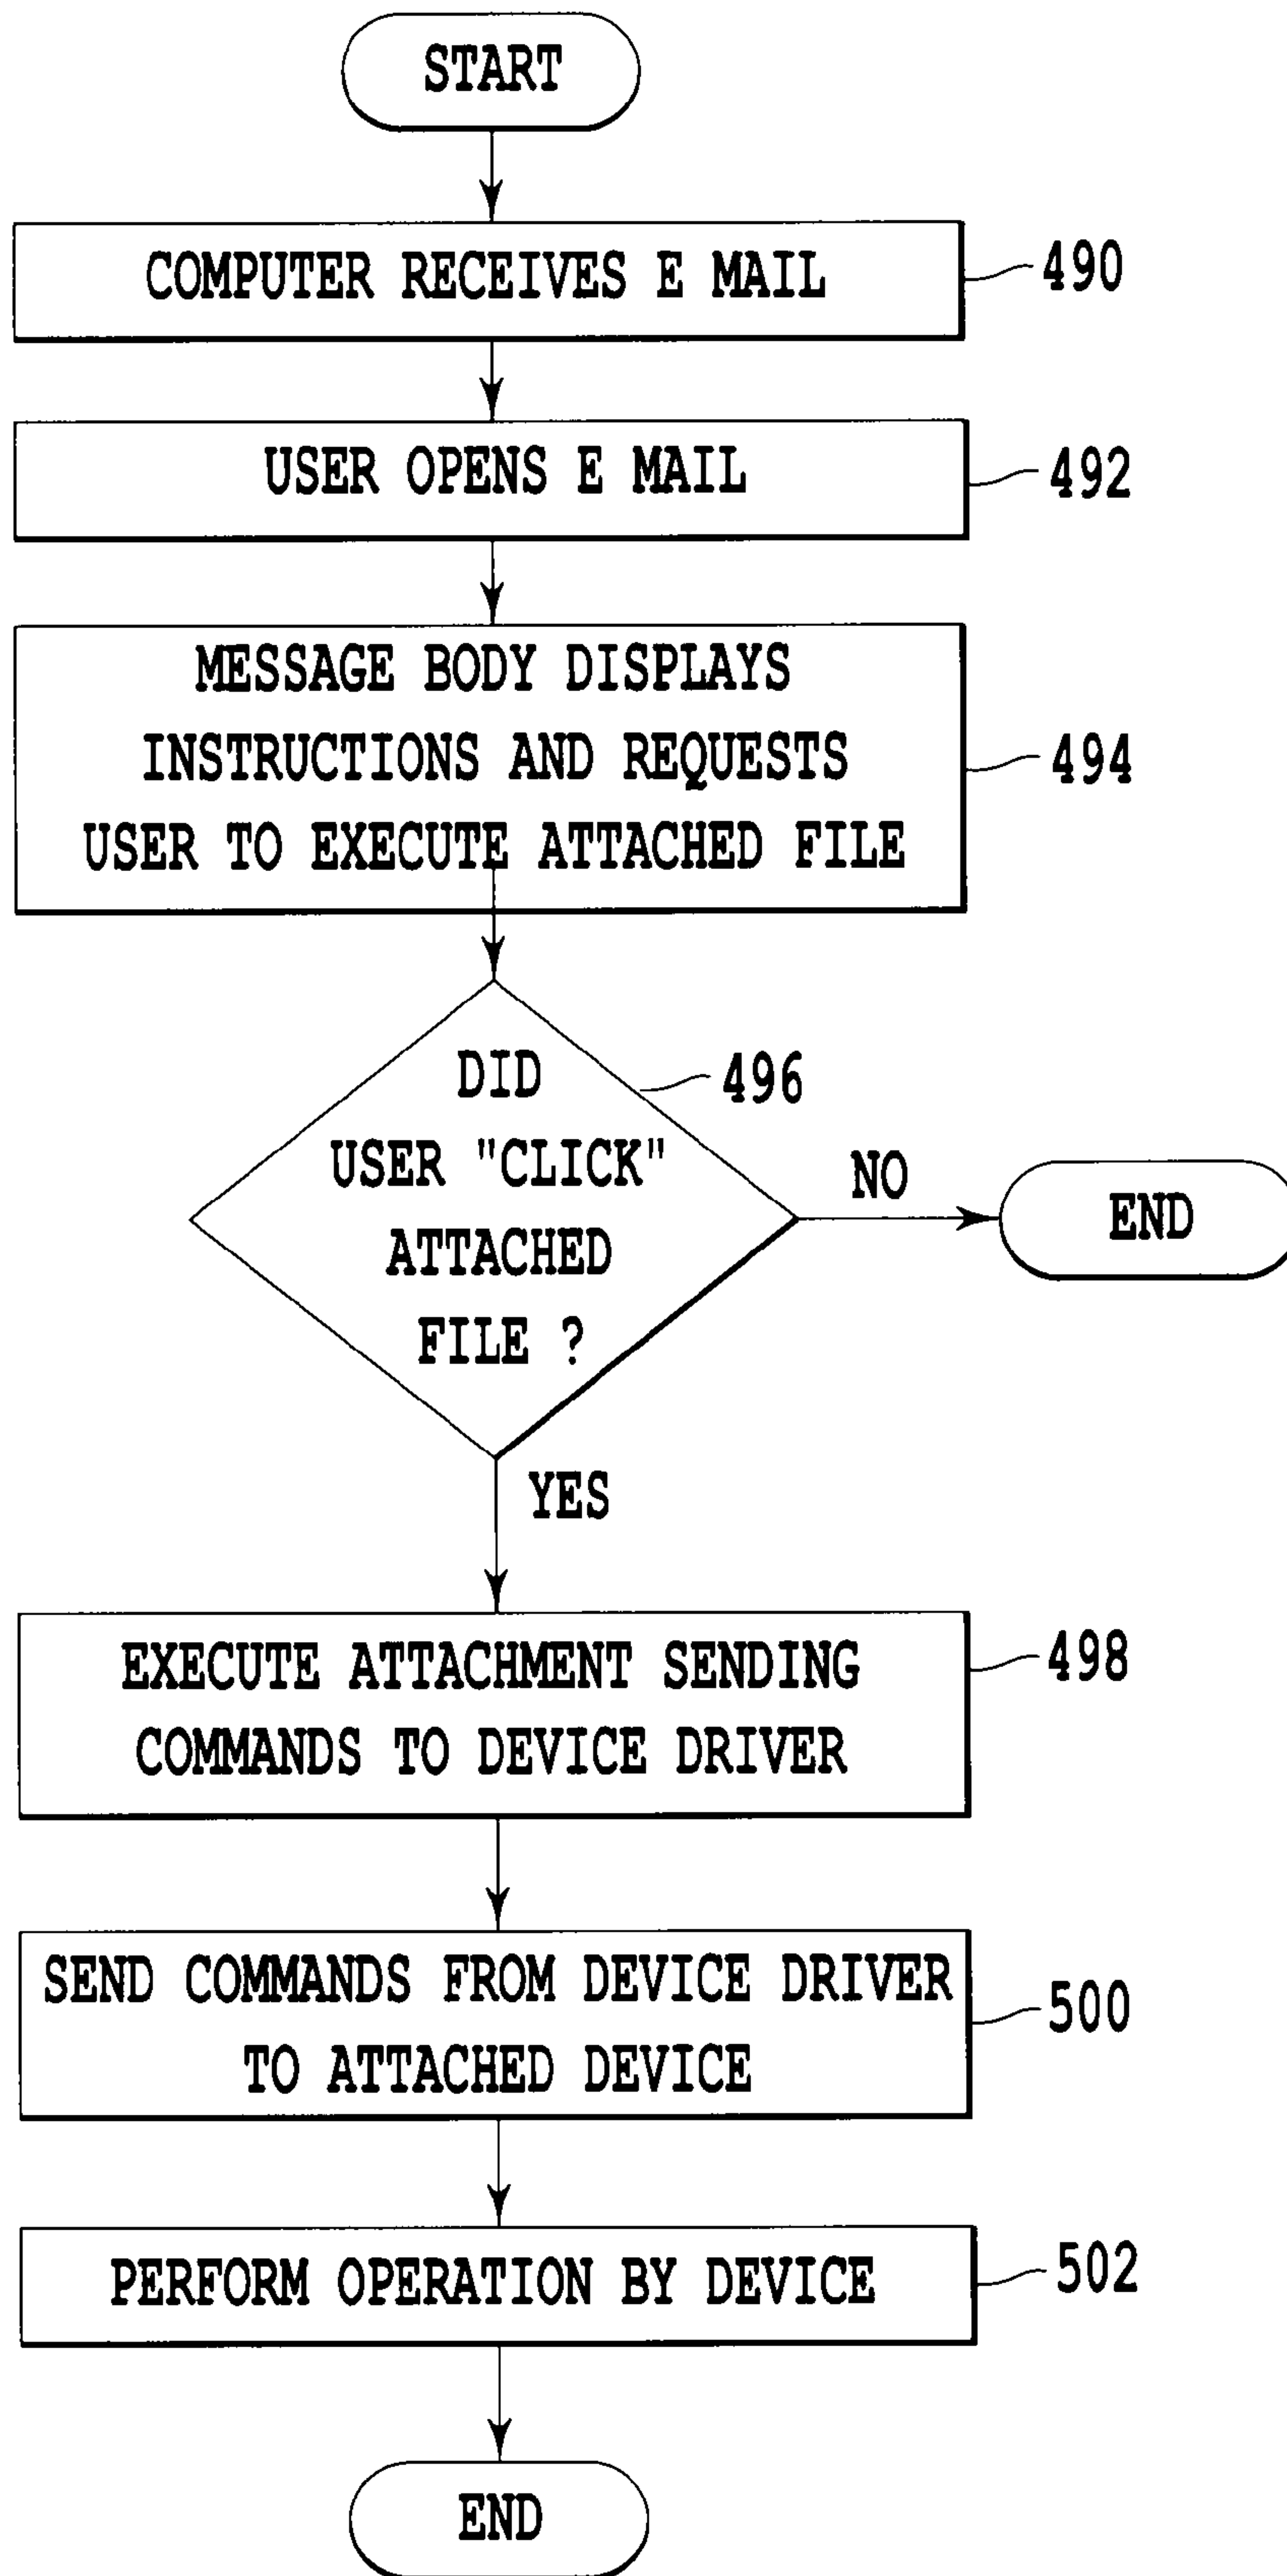 START
COMPUTER RECEIVES E MAIL
490
USER OPENS E MAIL
492
MESSAGE BODY DISPLAYS
INSTRUCTIONS AND REQUESTS
USER TO EXECUTE ATTACHED FILE
494
DID
USER "CLICK"
ATTACHED
FILE ?
496
NO
END
YES
EXECUTE ATTACHMENT SENDING
COMMANDS TO DEVICE DRIVER
498
SEND COMMANDS FROM DEVICE DRIVER
TO ATTACHED DEVICE
500
PERFORM OPERATION BY DEVICE
502
END